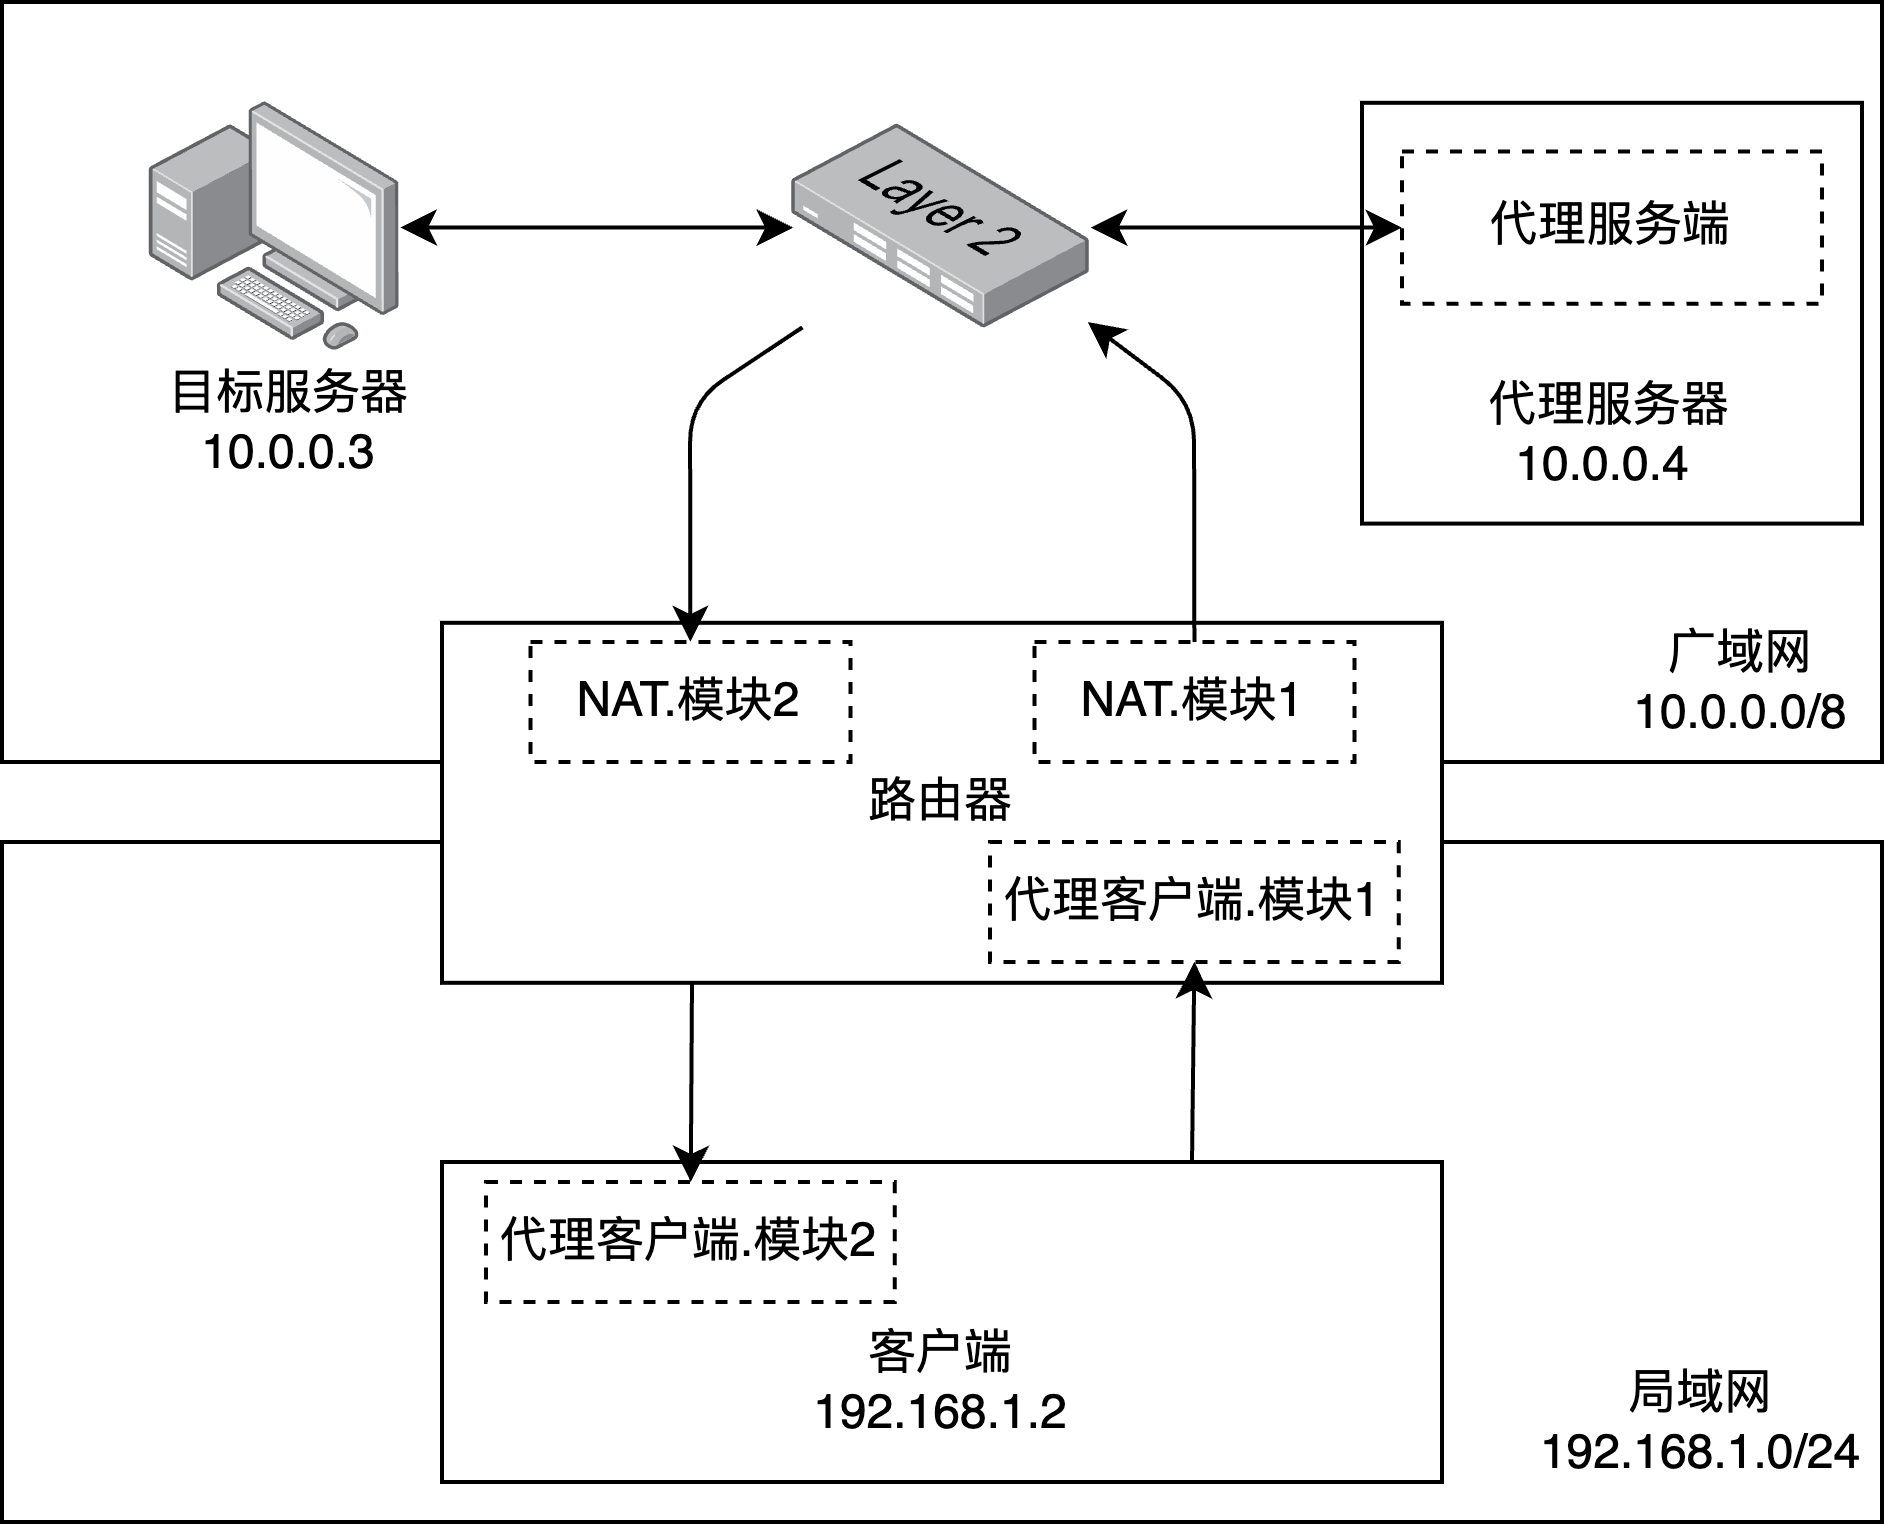 Layer 2
代理服务端
目标服务器
10.0.0.3
代理服务器
10.0.0.4
NAT.模块2
NAT.模块1
广域网
10.0.0.0/8
路由器
代理客户端.模块1
代理客户端.模块2
客户端
192.168.1.2
局域网
192.168.1.0/24